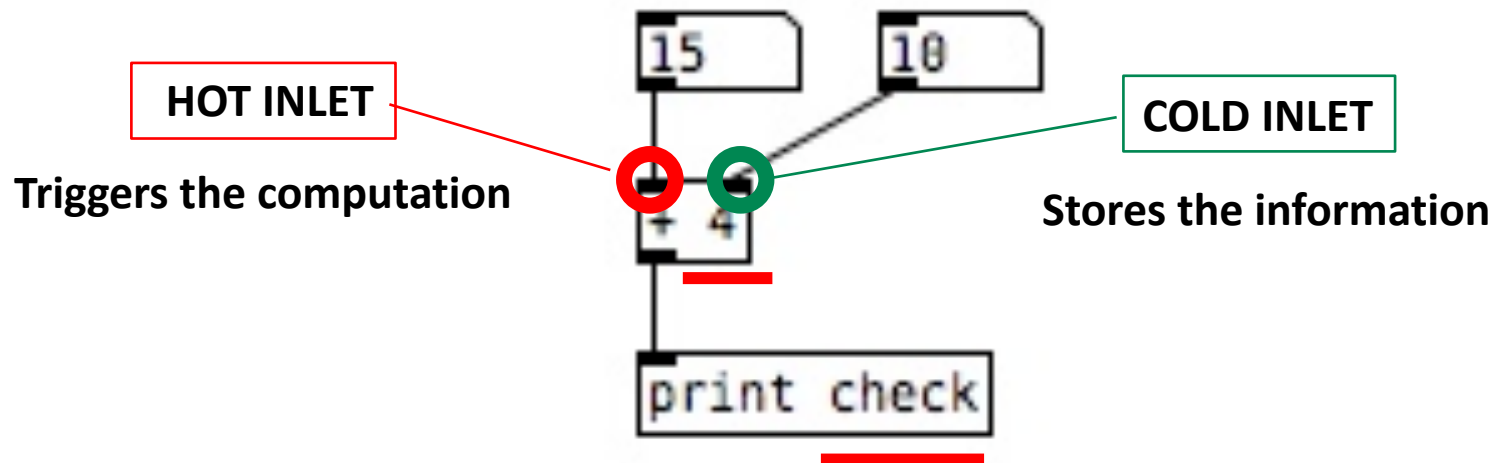 15
10
HOT INLET
COLD INLET
Triggers the computation
Stores the information
+ 4
print check